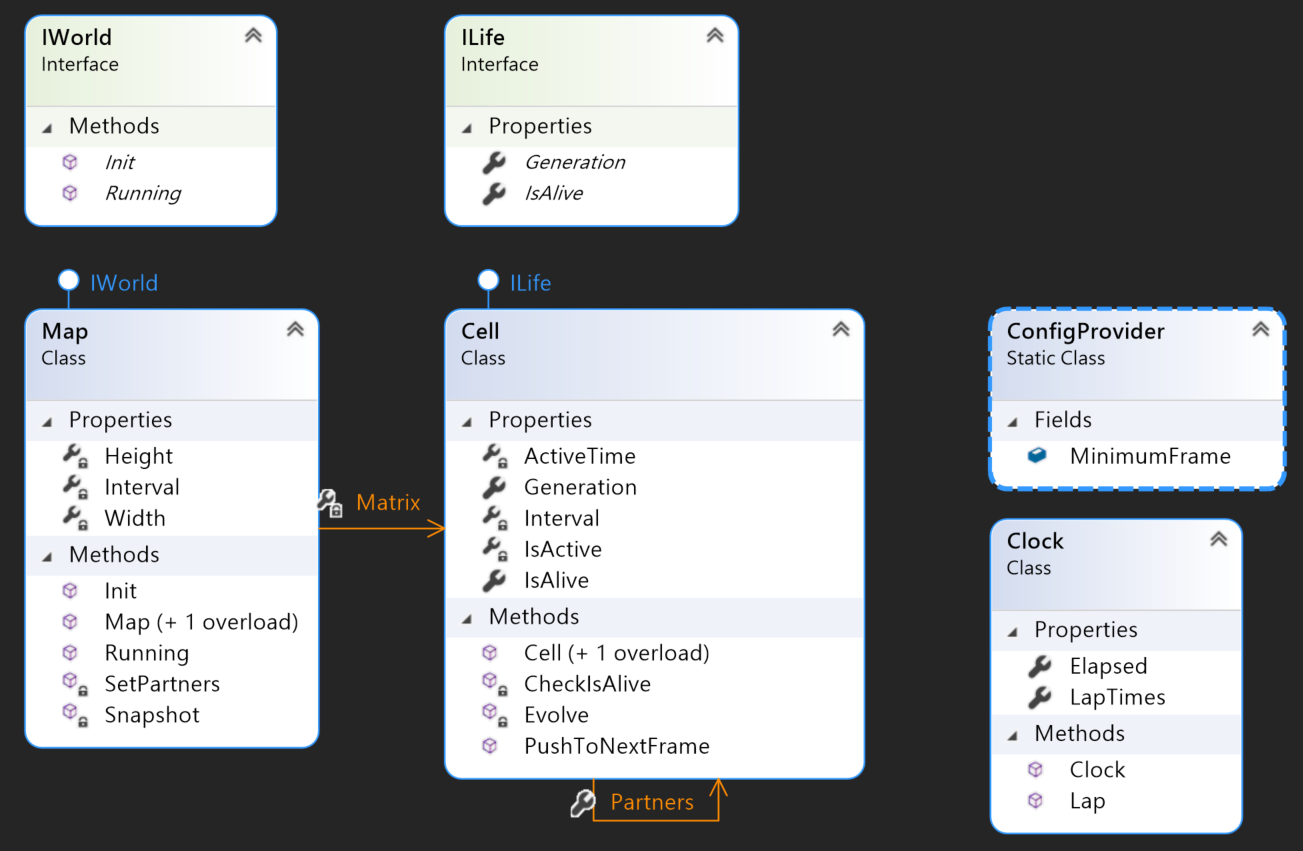 IWorld
Interface
Methods
Init
Running
ILife
Interface
Properties
Generation
IsAlive
IWorld
Map
Class
Properties
Height
Interval
Width
Methods
Init
Map (+ 1 overload)
Running
SetPartners
Snapshot
Matrix
ILife
Cell
Class
Properties
ActiveTime
Generation
Interval
IsActive
IsAlive
Methods
Cell (+ 1 overload)
CheckIsAlive
Evolve
PushToNextFrame
Partners
ConfigProvider
Static Class
Fields
MinimumFrame
Clock
Class
Properties
Elapsed
LapTimes
Methods
Clock
Lap